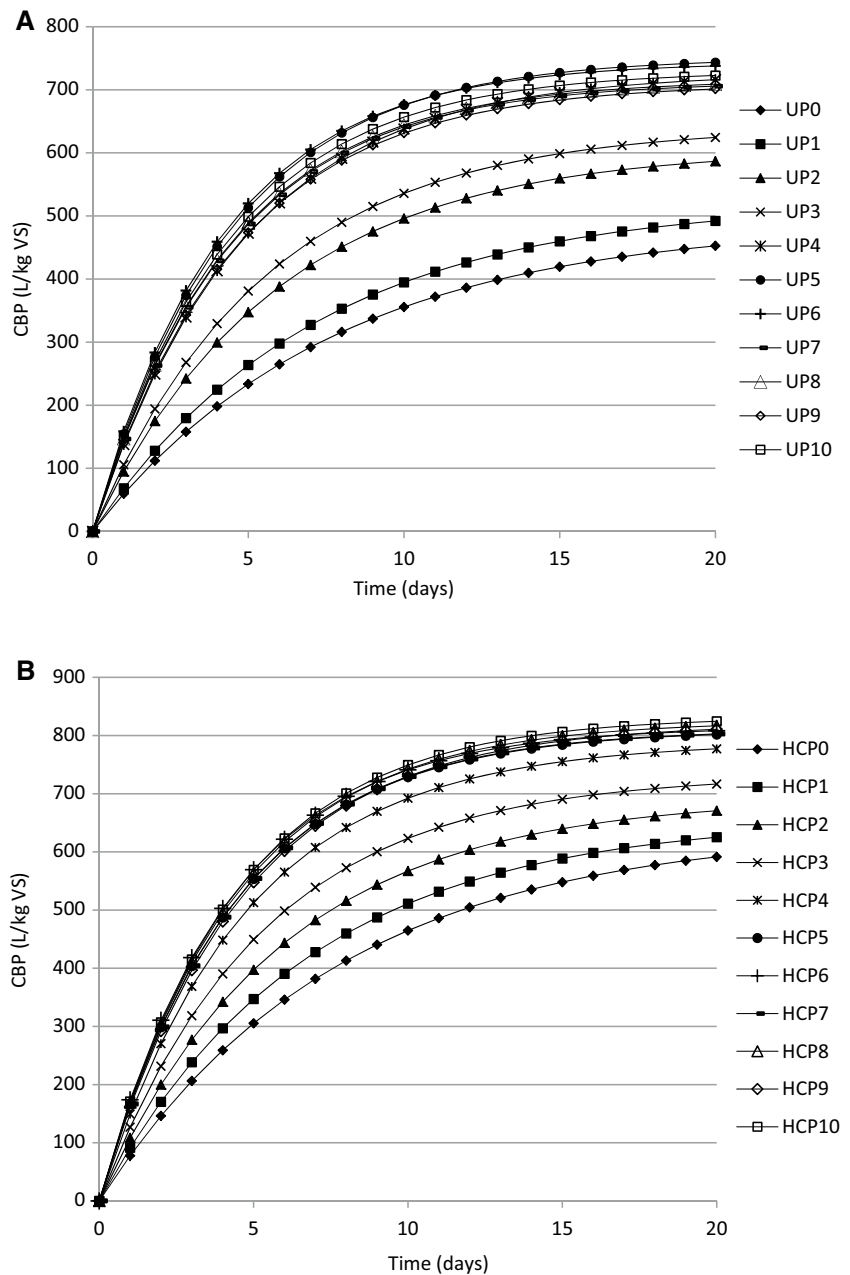 A
800
700
600
500
400
300
200
100
0
CBP (L/kg VS)
0 5 10 15 20
Time (days)
UP0
UP1
UP2
UP3
UP4
UP5
UP6
UP7
UP8
UP9
UP10
B
900
800
700
600
500
400
300
200
100
0
CBP (L/kg VS)
0 5 10 15 20
Time (days)
HCP0
HCP1
HCP2
HCP3
HCP4
HCP5
HCP6
HCP7
HCP8
HCP9
HCP10